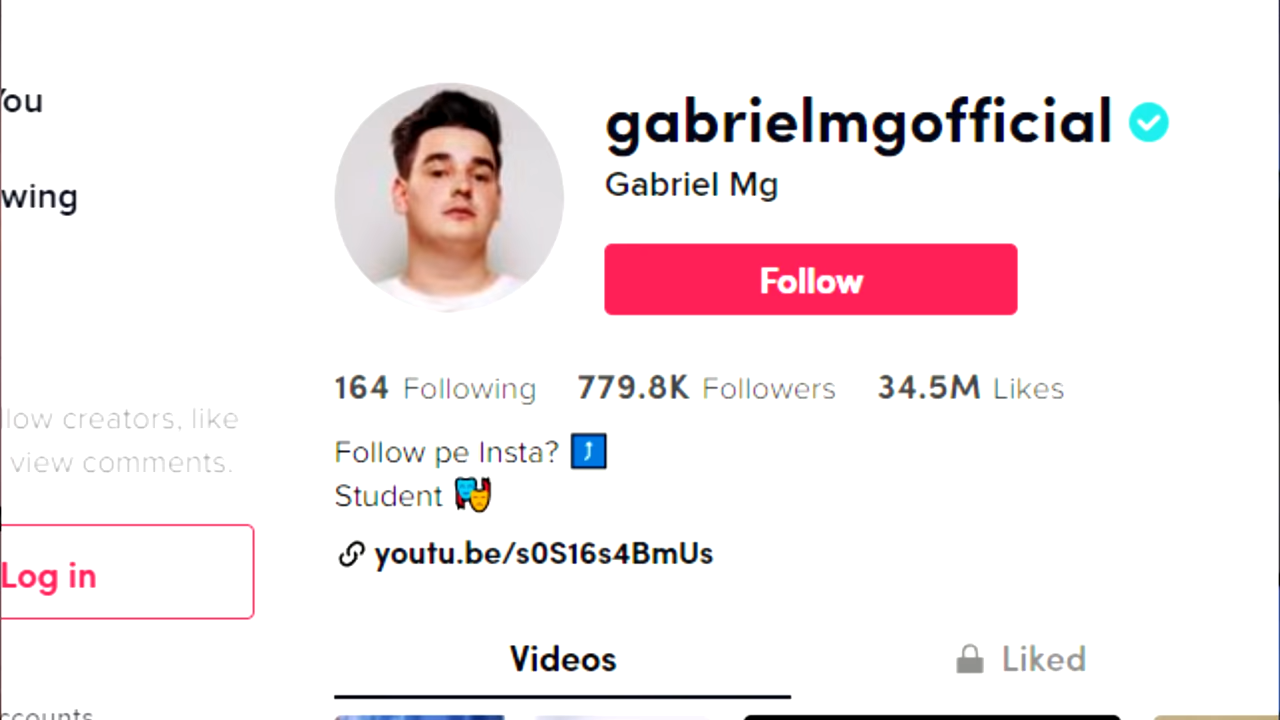 You
wing
llow creators, like
view comments.
Log in
ccounts
gabrielmgofficial
Gabriel Mg
Follow
164 Following 779.8K Followers 34.5M Likes
Follow pe Insta?
Student
youtu.be/s0S16s4BmUs
Videos
Liked